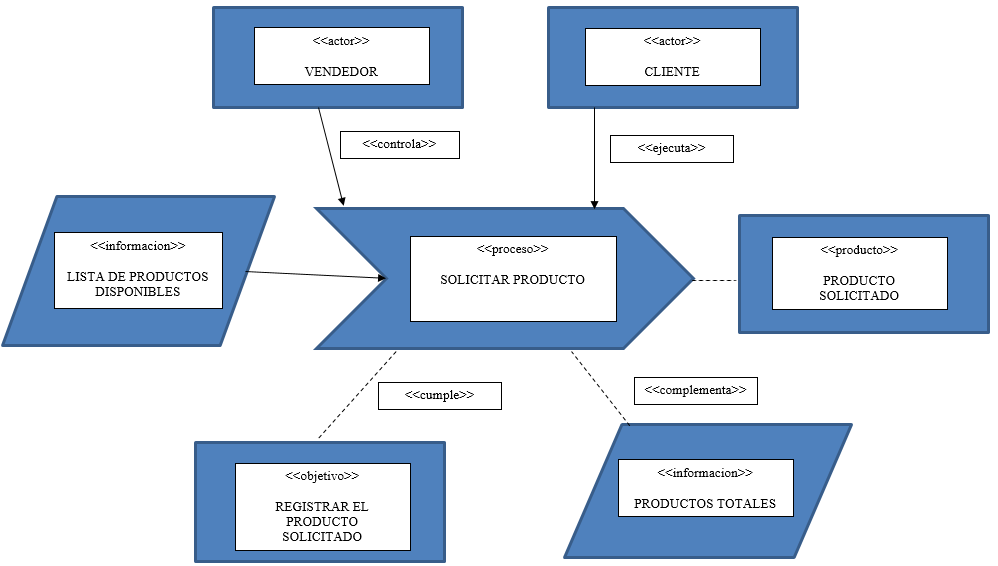 <<actor>>
VENDEDOR
<<actor>>
CLIENTE
<<controla>>
<<ejecuta>>
<<informacion>>
LISTA DE PRODUCTOS
DISPONIBLES
<<proceso>>
SOLICITAR PRODUCTO
<<producto>>
PRODUCTO
SOLICITADO
<<cumple>>
<<complementa>>
<<objetivo>>
REGISTRAR EL
PRODUCTO
SOLICITADO
<<informacion>>
PRODUCTOS TOTALES